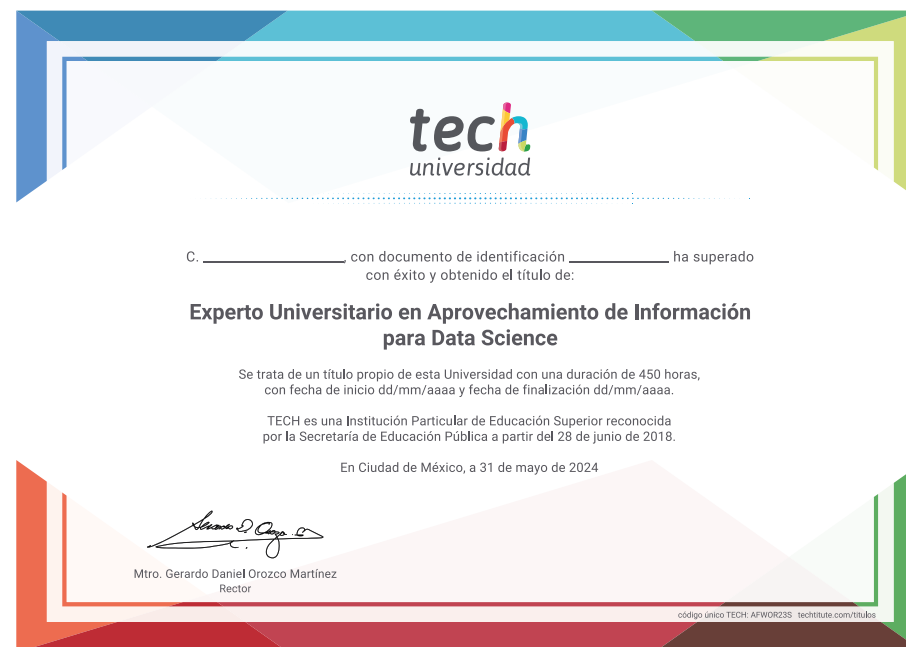 tech
universidad
C. ____________, con documento de identificación ____________ ha superado
con éxito y obtenido el título de:
Experto Universitario en Aprovechamiento de Información
para Data Science
Se trata de un título propio de esta Universidad con una duración de 450 horas,
con fecha de inicio dd/mm/aaaa y fecha de finalización dd/mm/aaaa.
TECH es una Institución Particular de Educación Superior reconocida
por la Secretaría de Educación Pública a partir del 28 de junio de 2018.
En Ciudad de México, a 31 de mayo de 2024
Mtro. Gerardo Daniel Orozco Martínez
Rector
código único TECH: AFWOR23S techtitute.com/titulos